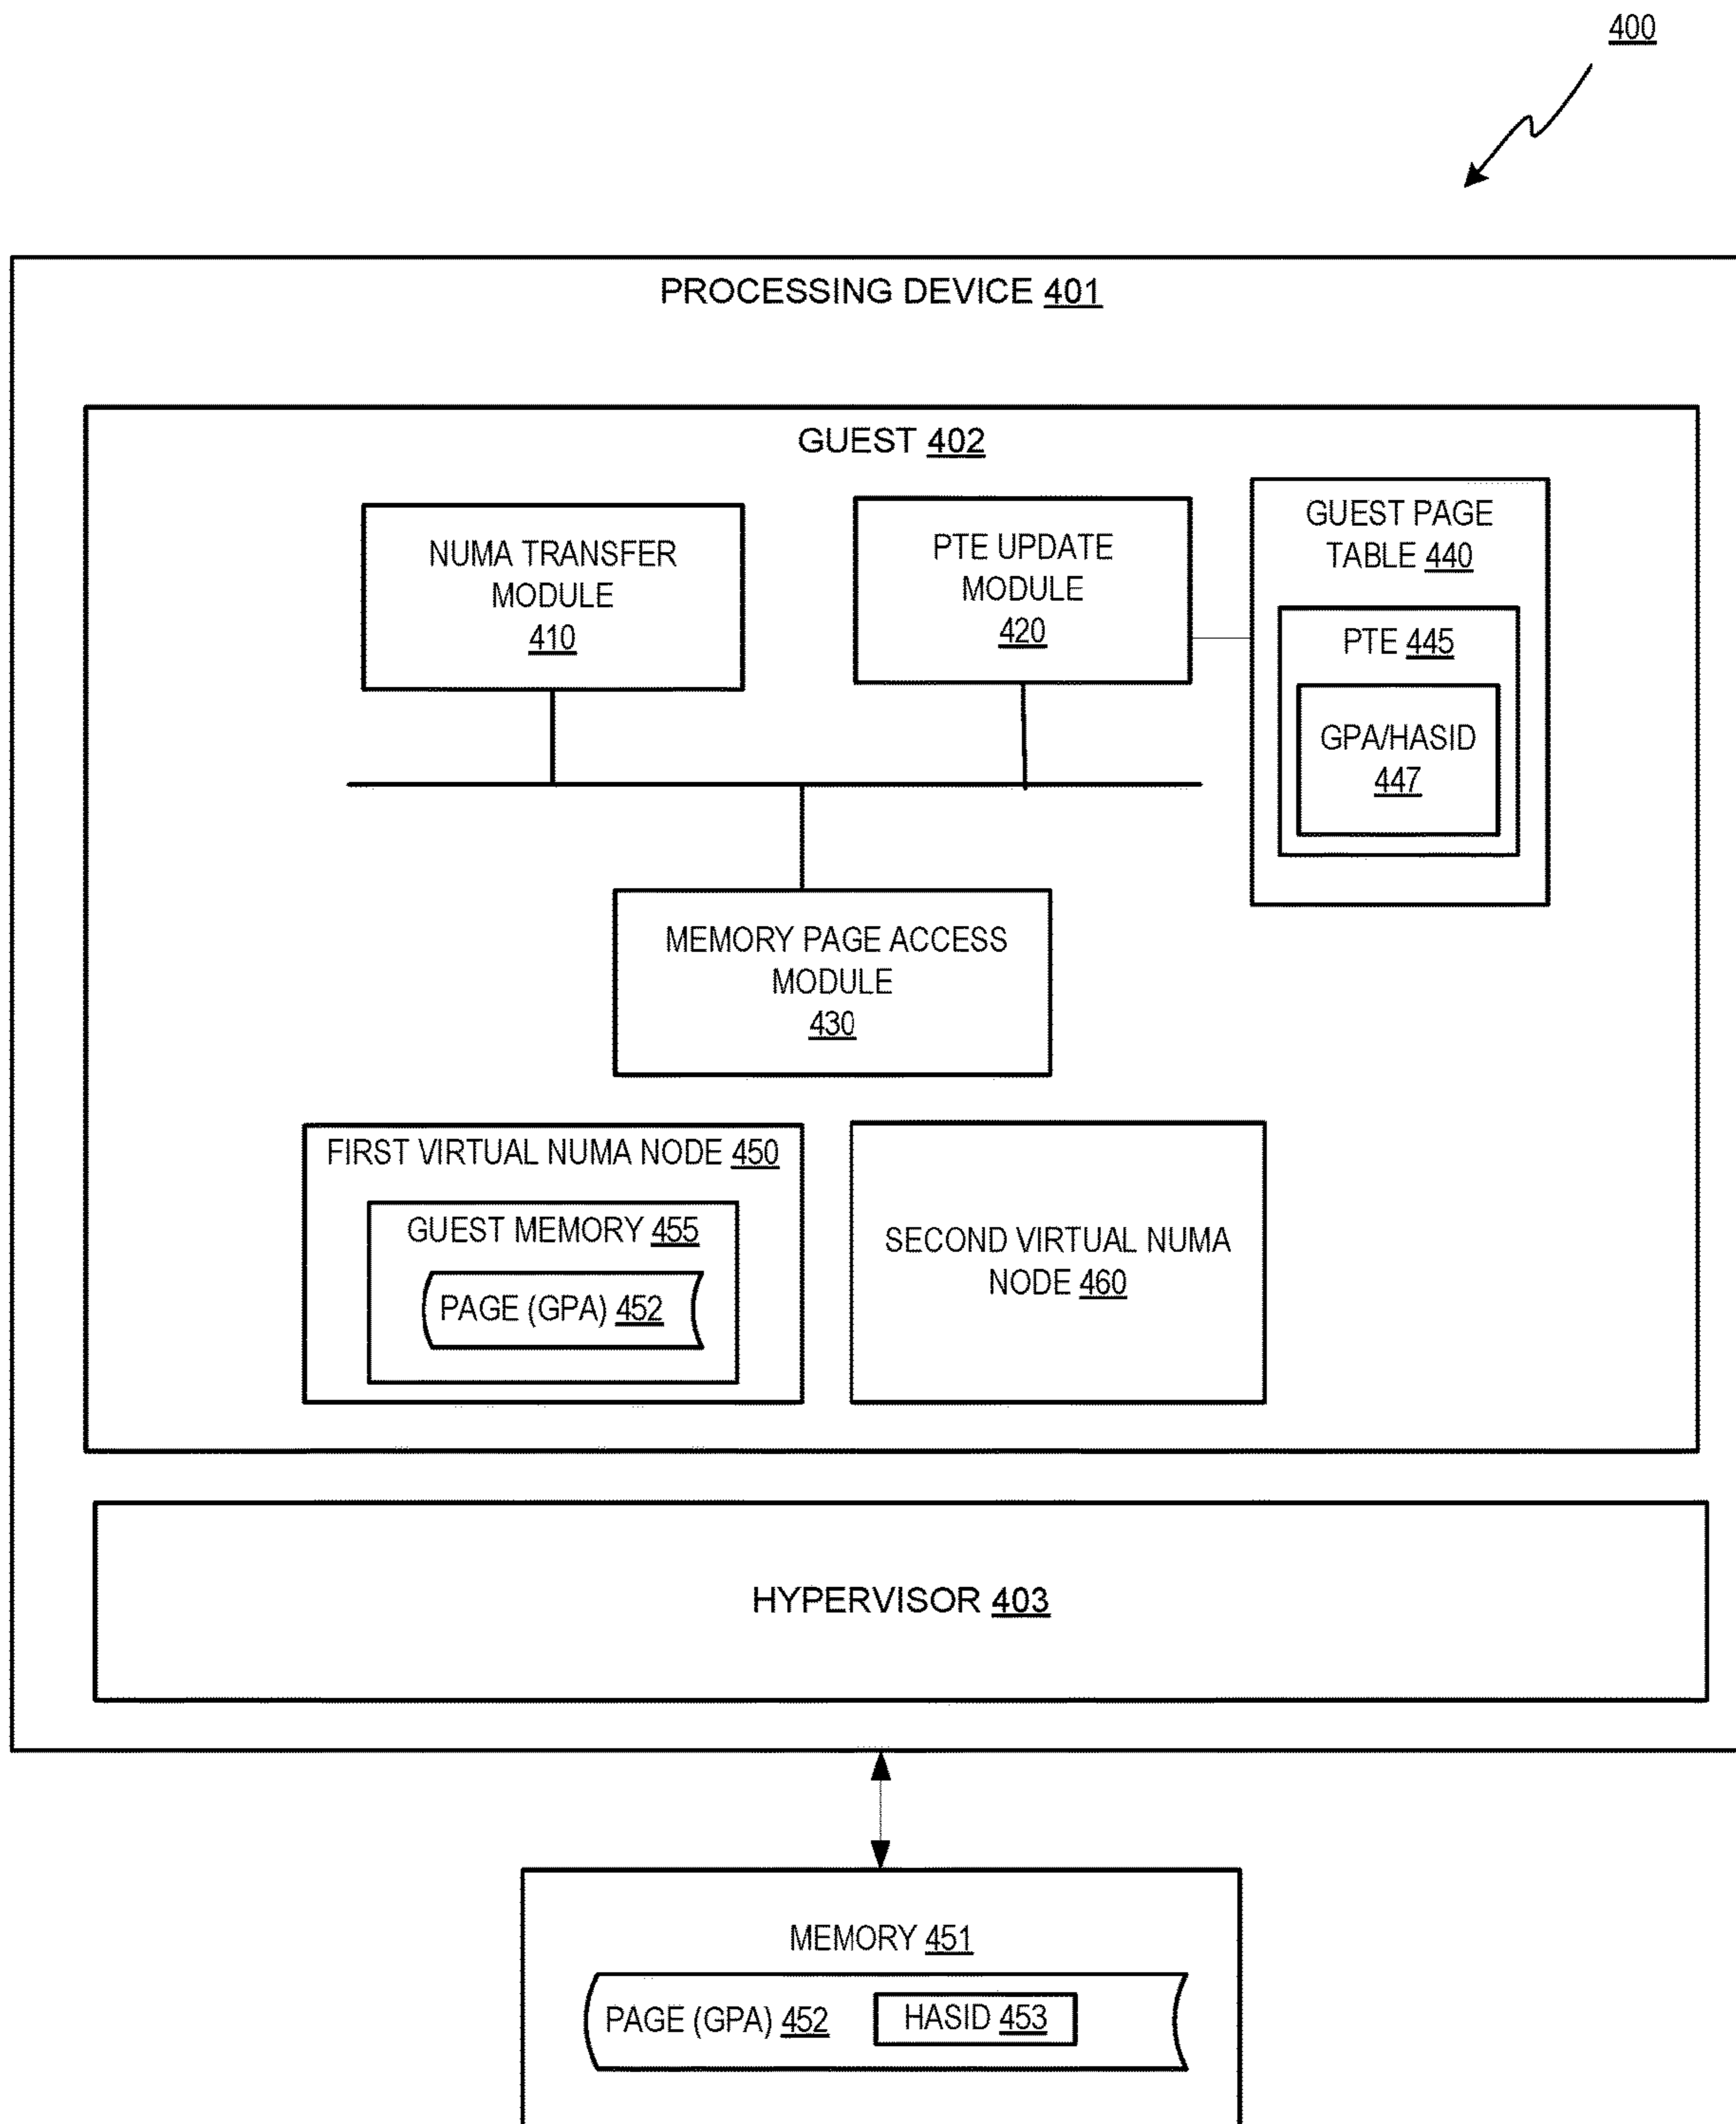 400
PROCESSING DEVICE 401
GUEST 402
NUMA TRANSFER
MODULE
410
PTE UPDATE
MODULE
420
GUEST PAGE
TABLE 440
PTE 445
GPA/HASID
447
MEMORY PAGE ACCESS
MODULE
430
FIRST VIRTUAL NUMA NODE 450
GUEST MEMORY 455
PAGE (GPA) 452
SECOND VIRTUAL NUMA
NODE 460
HYPERVISOR 403
MEMORY 451
PAGE (GPA) 452
HASID 453